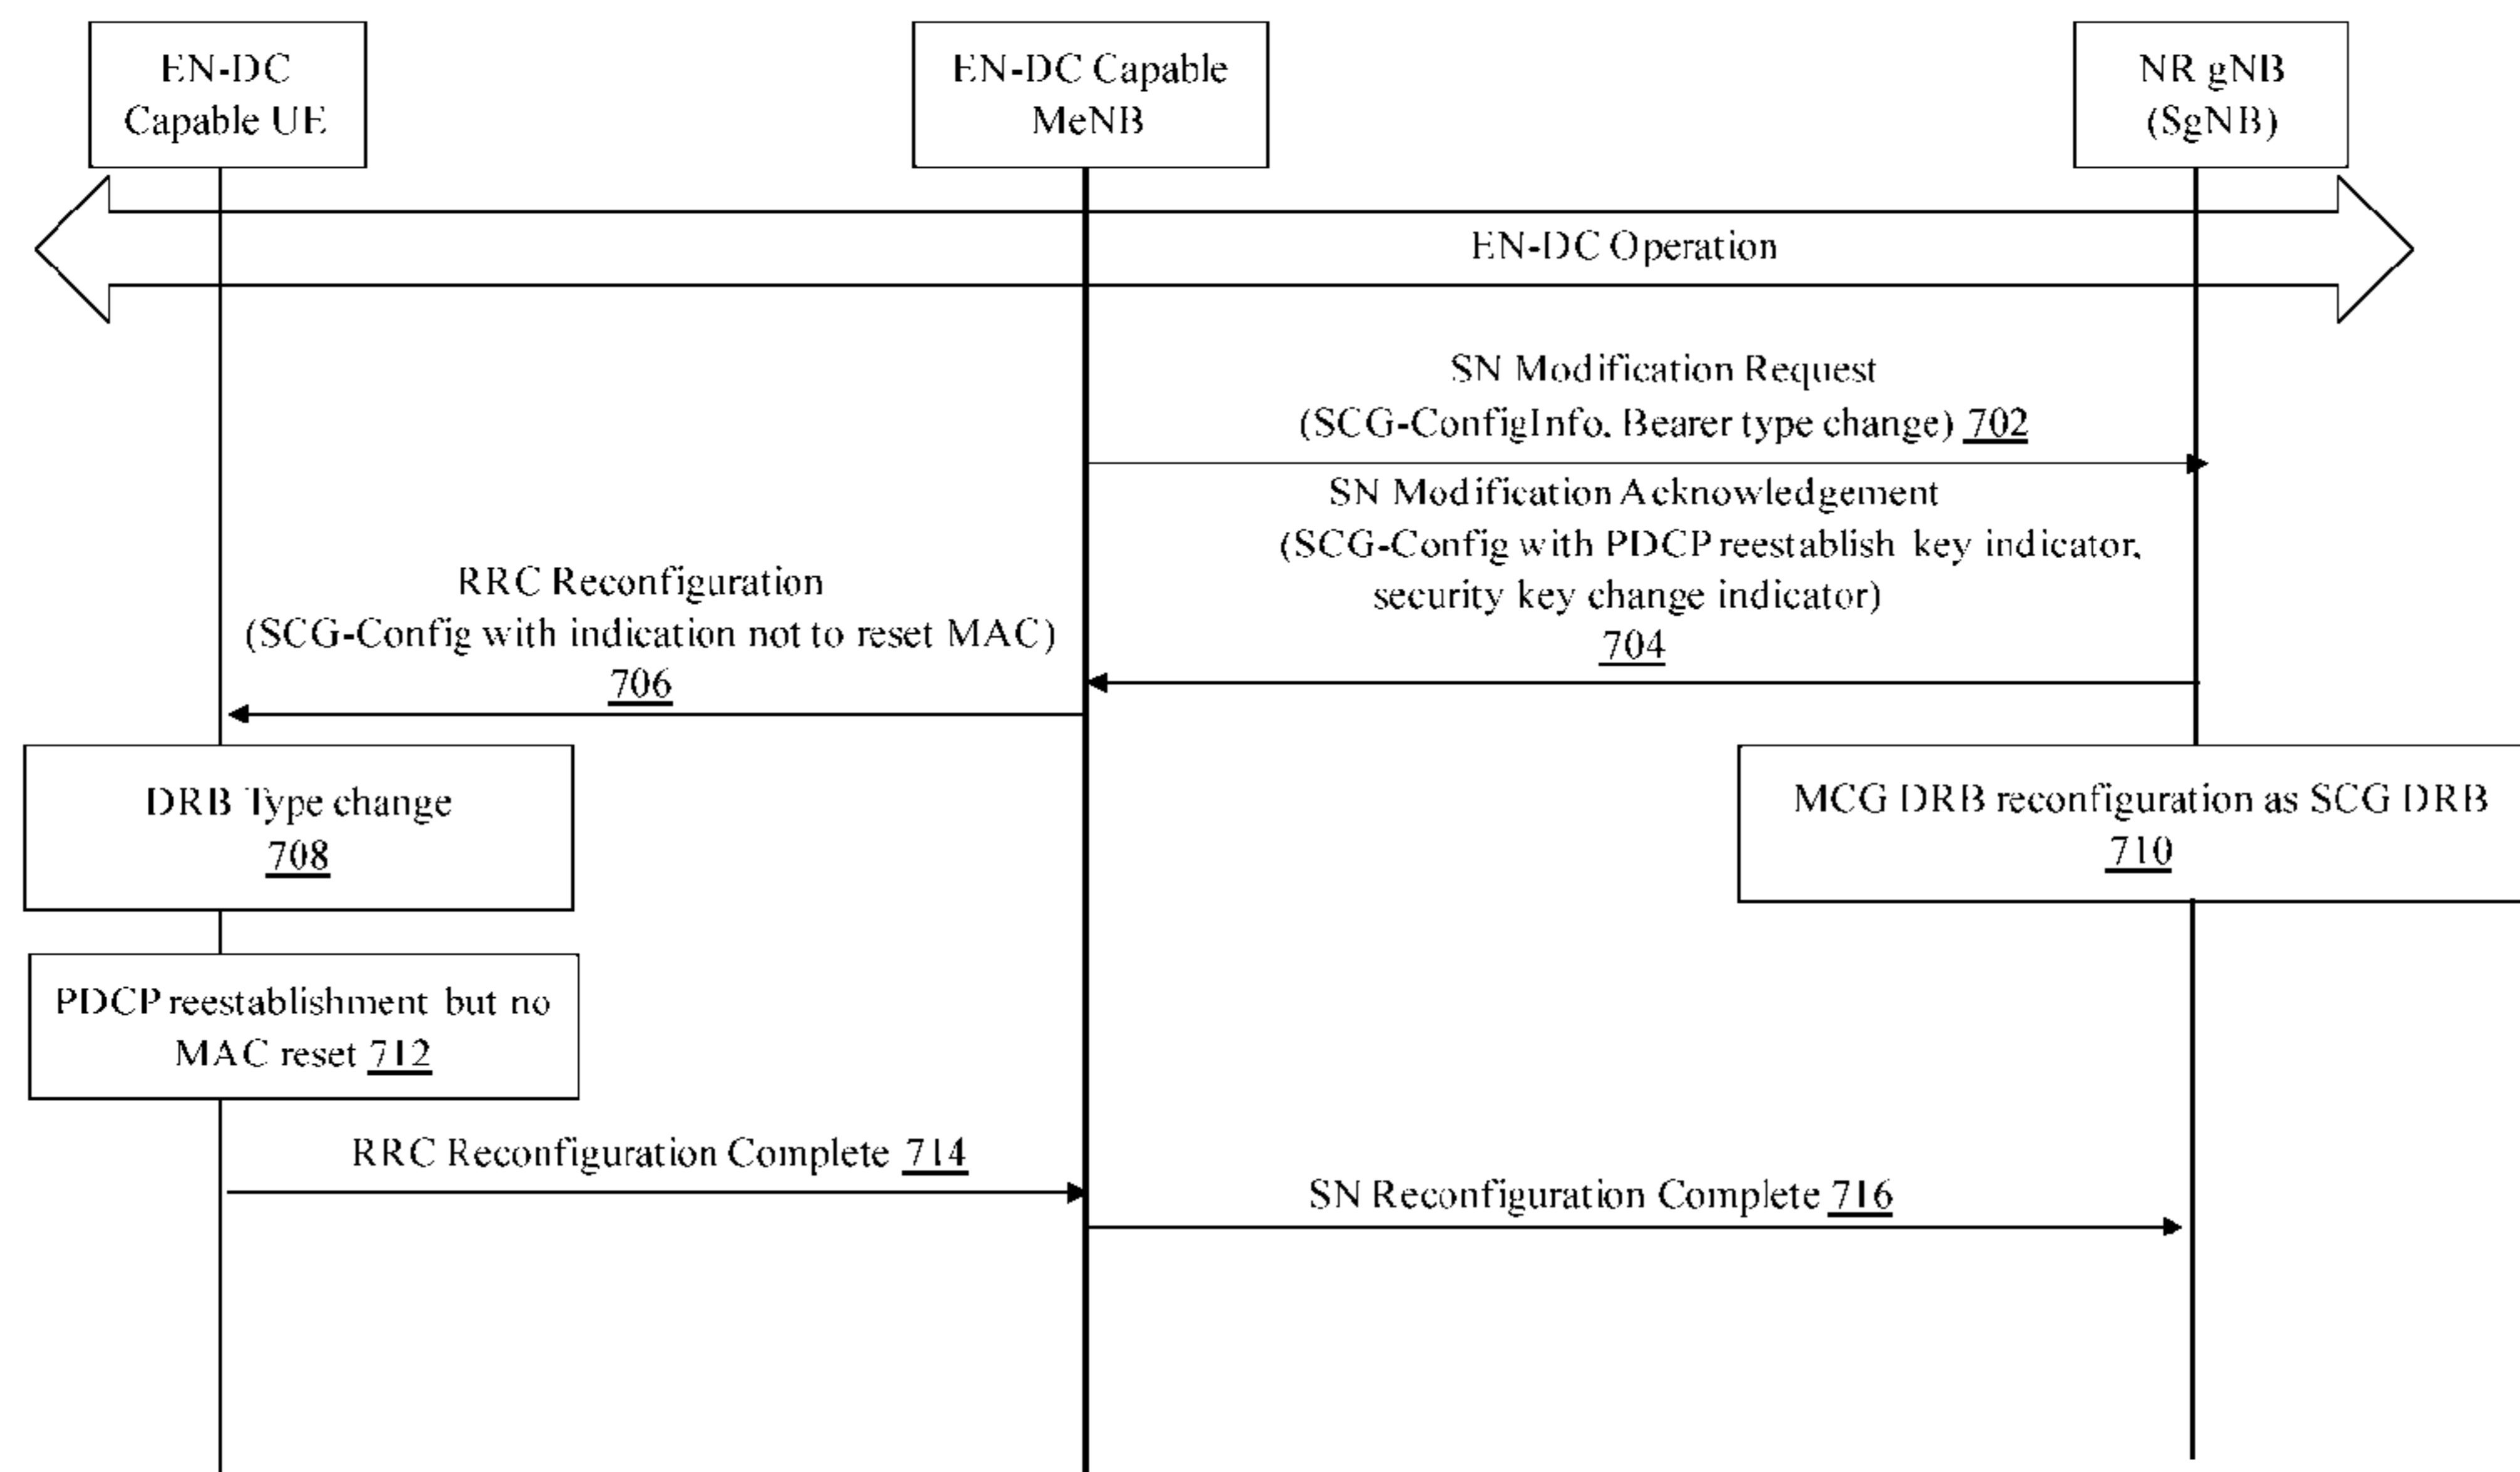 EN-DC
Capable UE
EN-DC Capable
MeNB
NR gNB
(SgNB)
EN-DC Operation
SN Modification Request
(SCG-ConfigInfo, Bearer type change) 702
SN Modification Acknowledgement
(SCG-Config with PDCP reestablish key indicator,
security key change indicator)
704
RRC Reconfiguration
(SCG-Config with indication not to reset MAC)
706
DRB Type change
708
MCG DRB reconfiguration as SCG DRB
710
PDCP reestablishment but no
MAC reset 712
RRC Reconfiguration Complete 714
SN Reconfiguration Complete 716